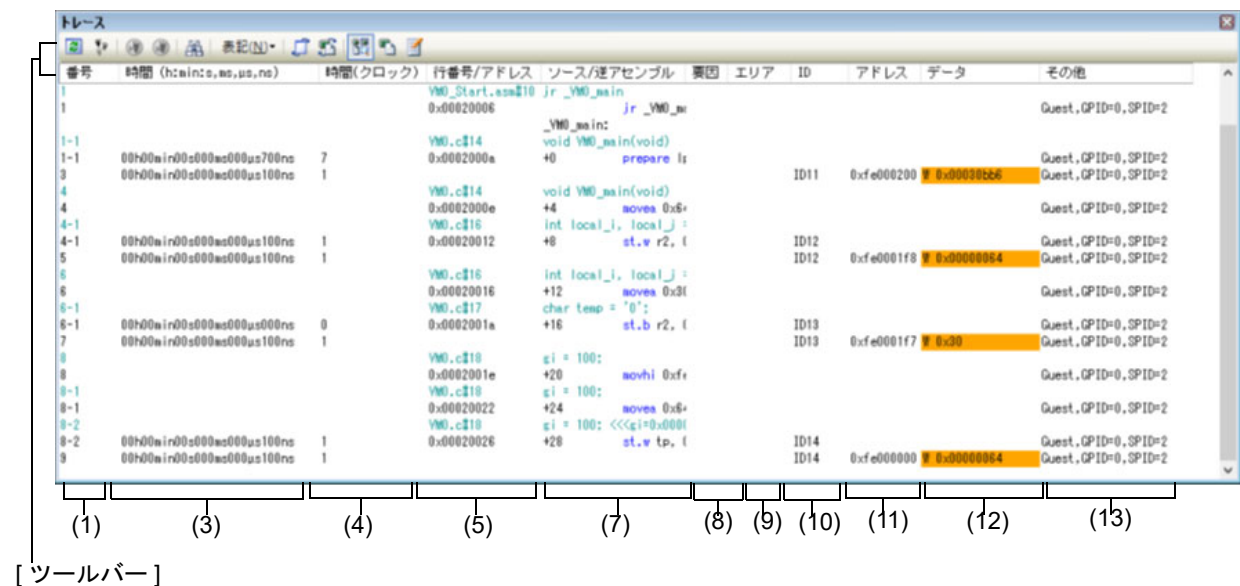 トレース
表記(N)▾
番号 時間 (h:min:s,ms,µs,ns) 時間(クロック) 行番号/アドレス ソース/逆アセンブル 要因 エリア ID アドレス データ その他
1 VM0_Start.asm#10 jr _VM0_main
1 0x00020006 jr _VM0_ma Guest,GPID=0,SPID=2
_VM0_main:
1-1 VM0.c#14 void VM0_main(void)
1-1 00h00min00s000ms000µs700ns 7 0x0002000a +0 prepare lp Guest,GPID=0,SPID=2
3 00h00min00s000ms000µs100ns 1 ID11 0xfe000200 W 0x00030bb6 Guest,GPID=0,SPID=2
4 VM0.c#14 void VM0_main(void)
4 0x0002000e +4 movea 0x64 Guest,GPID=0,SPID=2
4-1 VM0.c#16 int local_i, local_j =
4-1 00h00min00s000ms000µs100ns 1 0x00020012 +8 st.w r2, ID12 Guest,GPID=0,SPID=2
5 00h00min00s000ms000µs100ns 1 ID12 0xfe0001f8 W 0x00000064 Guest,GPID=0,SPID=2
6 VM0.c#16 int local_i, local_j =
6 0x00020016 +12 movea 0x30 Guest,GPID=0,SPID=2
6-1 VM0.c#17 char temp = '0';
6-1 00h00min00s000ms000µs000ns 0 0x0002001a +16 st.b r2, ID13 Guest,GPID=0,SPID=2
7 00h00min00s000ms000µs100ns 1 ID13 0xfe0001f7 W 0x30 Guest,GPID=0,SPID=2
8 VM0.c#18 gi = 100;
8 0x0002001e +20 movhi 0xfe Guest,GPID=0,SPID=2
8-1 VM0.c#18 gi = 100;
8-1 0x00020022 +24 movea 0x64 Guest,GPID=0,SPID=2
8-2 VM0.c#18 gi = 100; <<<gi=0x000
8-2 00h00min00s000ms000µs100ns 1 0x00020026 +28 st.w tp, ID14 Guest,GPID=0,SPID=2
9 00h00min00s000ms000µs100ns 1 ID14 0xfe000000 W 0x00000064 Guest,GPID=0,SPID=2
(1) (3) (4) (5) (7) (8) (9) (10) (11) (12) (13)
[ ツールバー ]